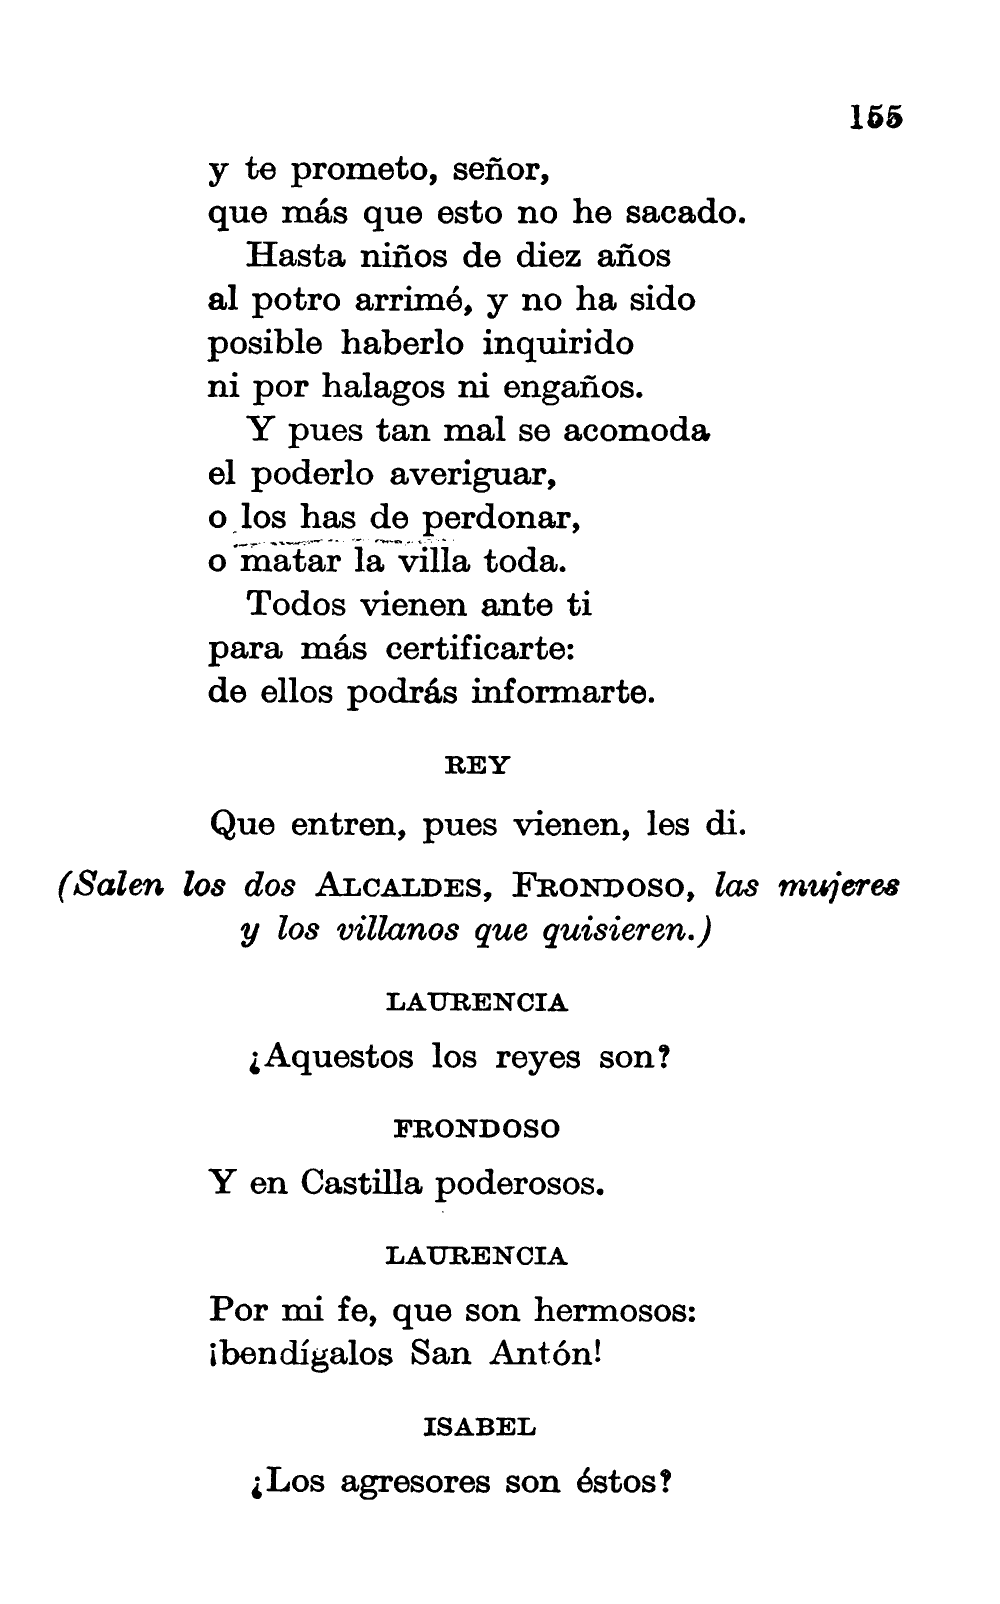 155
y te prometo, señor,
que más que esto no he sacado.
Hasta niños de diez años
al potro arrimé, y no ha sido
posible haberlo inquirido
ni por halagos ni engaños.
Y pues tan mal se acomoda
el poderlo averiguar,
o los has de perdonar,
o matar la villa toda.
Todos vienen ante ti
para más certificarte:
de ellos podrás informarte.
REY
Que entren, pues vienen, les di.
(Salen los dos ALCALDES, FRONDOSO, las mujeres
y los villanos que quisieren.)
LAURENCIA
¿Aquestos los reyes son?
FRONDOSO
Y en Castilla poderosos.
LAURENCIA
Por mi fe, que son hermosos:
¡bendígalos San Antón!
ISABEL
¿Los agresores son éstos?